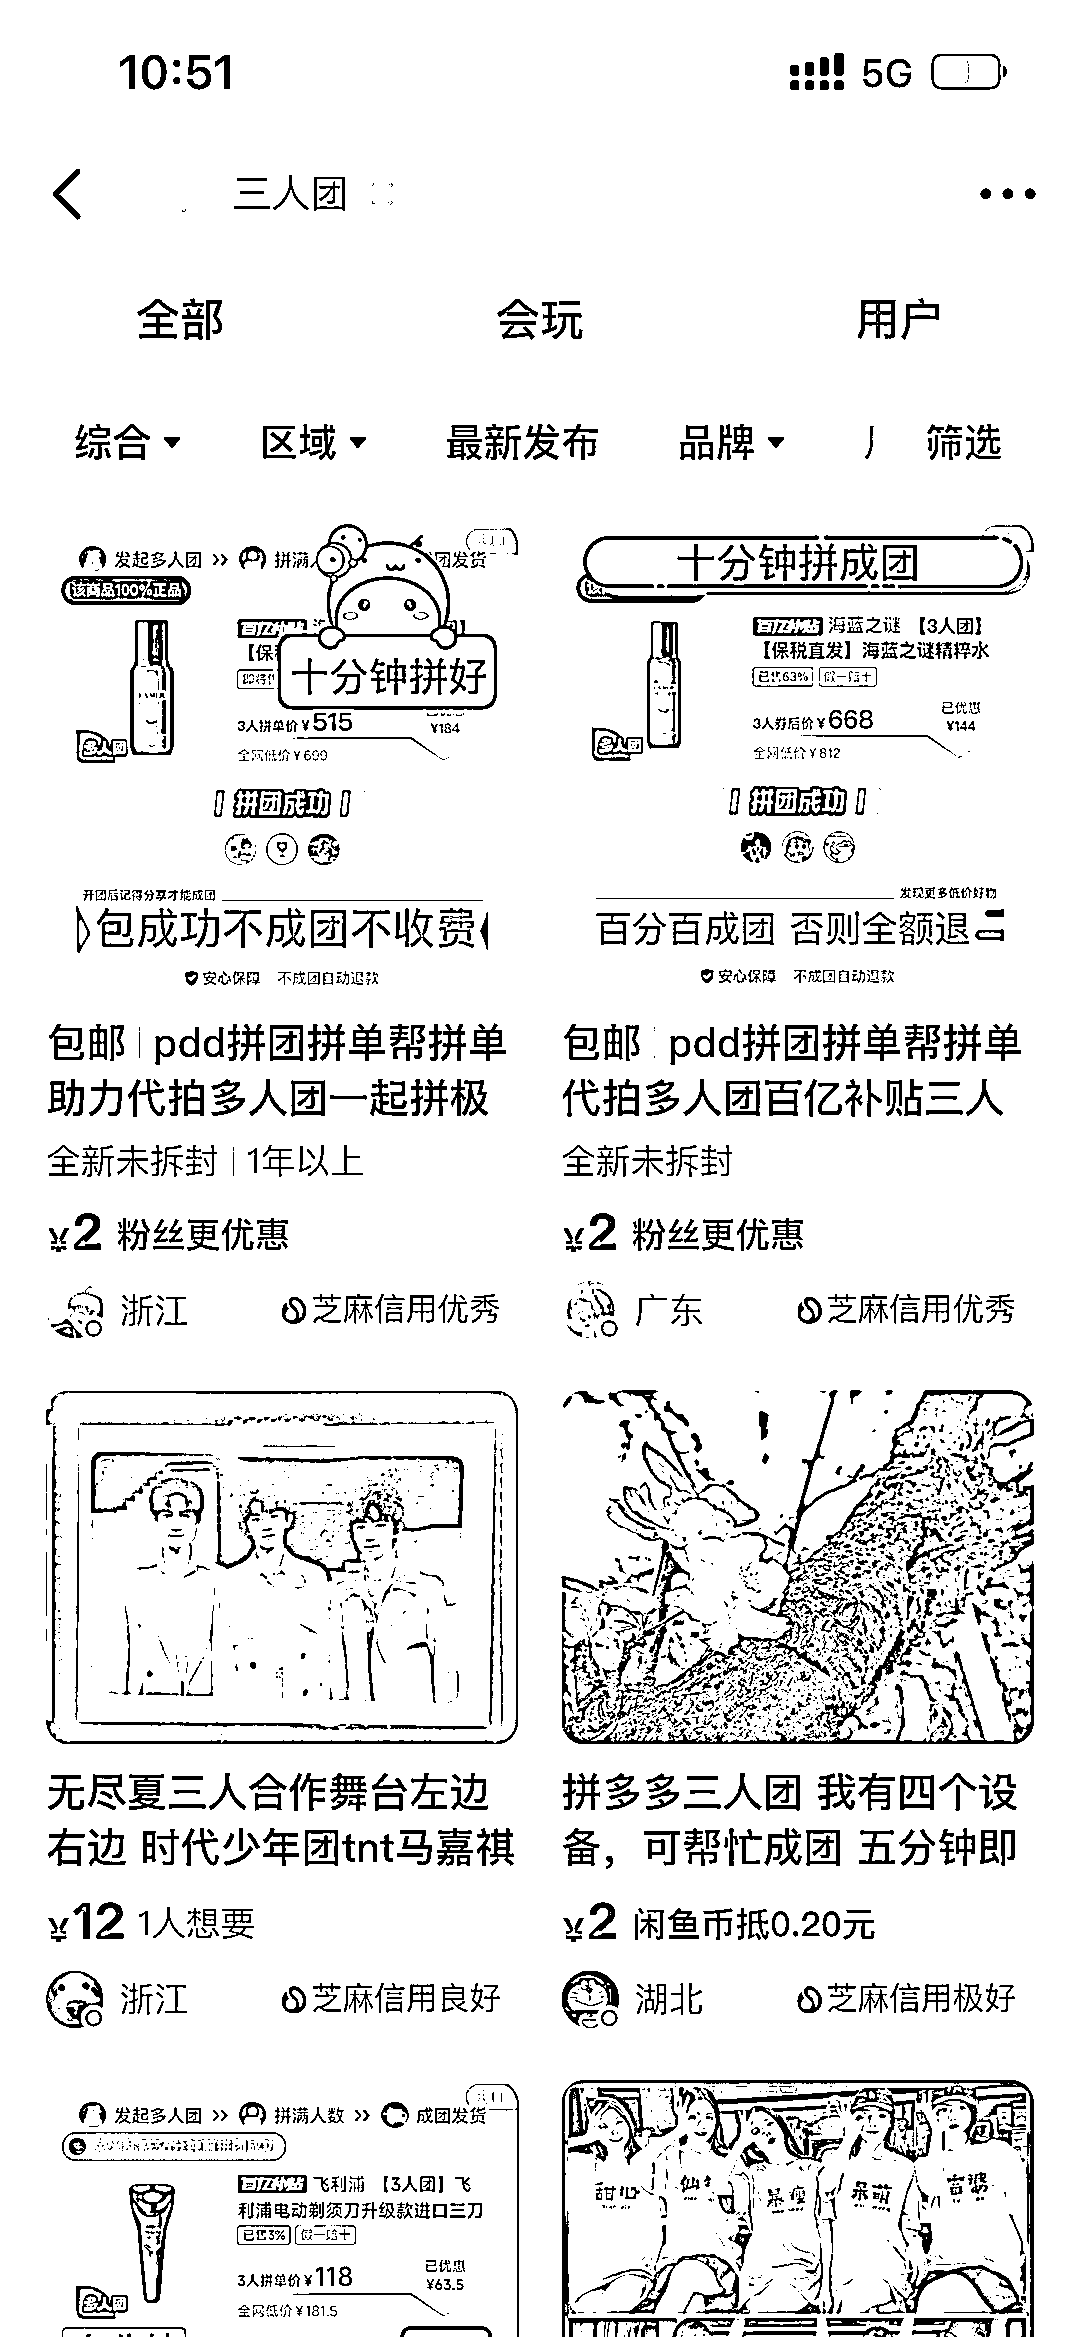 10:51
5G
三人团
全部
会玩
用户
综合
区域
最新发布
品牌
筛选
发起多人团 >> 拼满
团发货
该商品100%正品
【保
十分钟拼好
3人拼单价¥515
¥184
全网低价¥699
多人团
拼团成功
开团后记得分享才能成团
包成功不成团不收费
安心保障 不成团自动退款
包邮 | pdd拼团拼单帮拼单
助力代拍多人团一起拼极
全新未拆封 | 1年以上
¥2 粉丝更优惠
浙江
芝麻信用优秀
十分钟拼成团
百亿补贴 海蓝之谜 【3人团】
【保税直发】海蓝之谜精粹水
已售63% 假一赔十
3人券后价¥668
已优惠
¥144
全网低价¥812
多人团
拼团成功
发现更多低价好物
百分百成团 否则全额退
安心保障 不成团自动退款
包邮 pdd拼团拼单帮拼单
代拍多人团百亿补贴三人
全新未拆封
¥2 粉丝更优惠
广东
芝麻信用优秀
无尽夏三人合作舞台左边
右边 时代少年团tnt马嘉祺
¥12 1人想要
浙江
芝麻信用良好
拼多多三人团 我有四个设
备，可帮忙成团 五分钟即
¥2 闲鱼币抵0.20元
湖北
芝麻信用极好
发起多人团 >> 拼满人数 >> 成团发货
百亿补贴 飞利浦 【3人团】飞
利浦电动剃须刀升级款进口三刀
已售3% 假一赔十
3人拼单价¥118
已优惠
¥63.5
全网低价¥181.5
多人团
甜心
呆萌